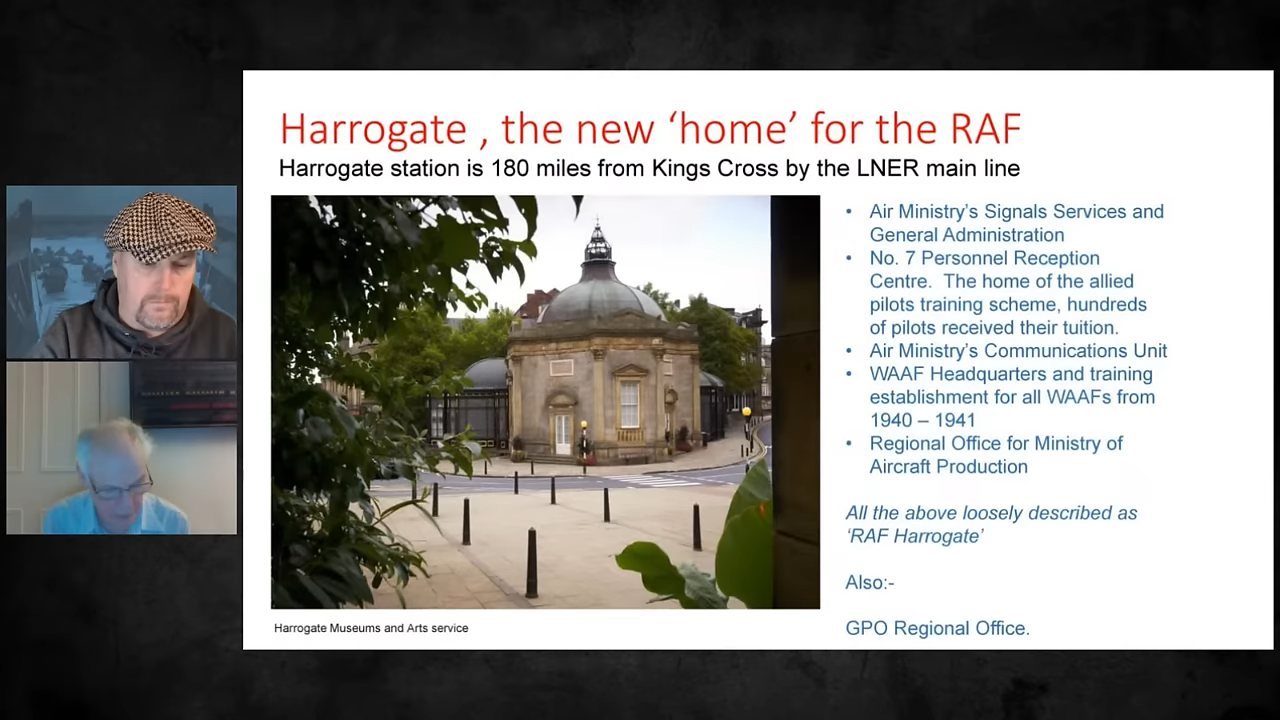 Harrogate , the new ‘home’ for the RAF
Harrogate station is 180 miles from Kings Cross by the LNER main line
• Air Ministry’s Signals Services and
General Administration
• No. 7 Personnel Reception
Centre. The home of the allied
pilots training scheme, hundreds
of pilots received their tuition.
• Air Ministry’s Communications Unit
• WAAF Headquarters and training
establishment for all WAAFs from
1940 – 1941
• Regional Office for Ministry of
Aircraft Production
All the above loosely described as
‘RAF Harrogate’
Also:-
GPO Regional Office.
Harrogate Museums and Arts service